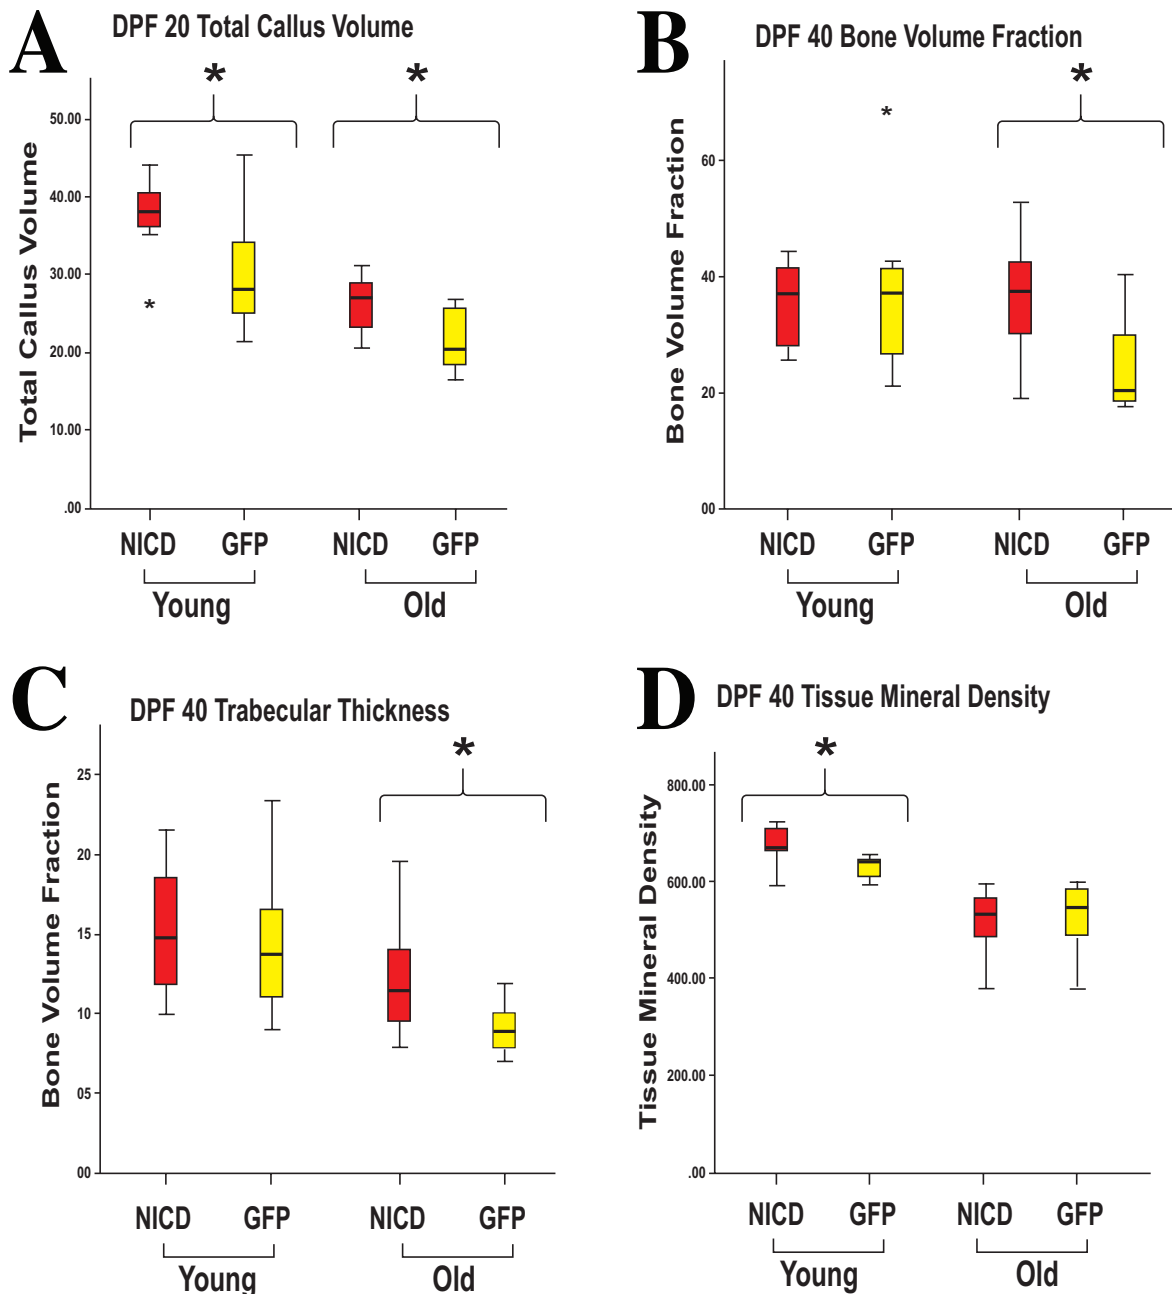 A
DPF 20 Total Callus Volume
*
*
50.00
40.00
30.00
20.00
10.00
.00
Total Callus Volume
*
NICD
GFP
NICD
GFP
Young
Old
B
DPF 40 Bone Volume Fraction
*
*
60
40
20
00
Bone Volume Fraction
NICD
GFP
NICD
GFP
Young
Old
C
DPF 40 Trabecular Thickness
*
25
20
15
10
05
00
Bone Volume Fraction
NICD
GFP
NICD
GFP
Young
Old
D
DPF 40 Tissue Mineral Density
*
800.00
600.00
400.00
200.00
.00
Tissue Mineral Density
NICD
GFP
NICD
GFP
Young
Old